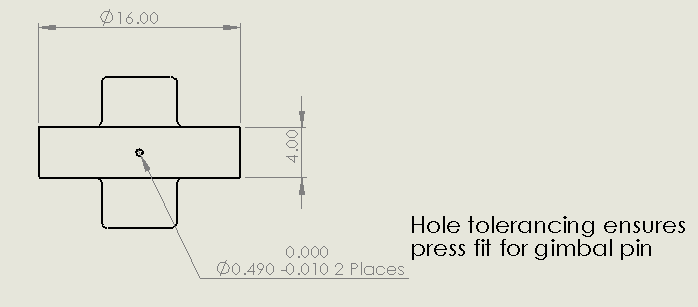 Ø16.00
4.00
Hole tolerancing ensures
press fit for gimbal pin
0.000
Ø0.490 -0.010 2 Places